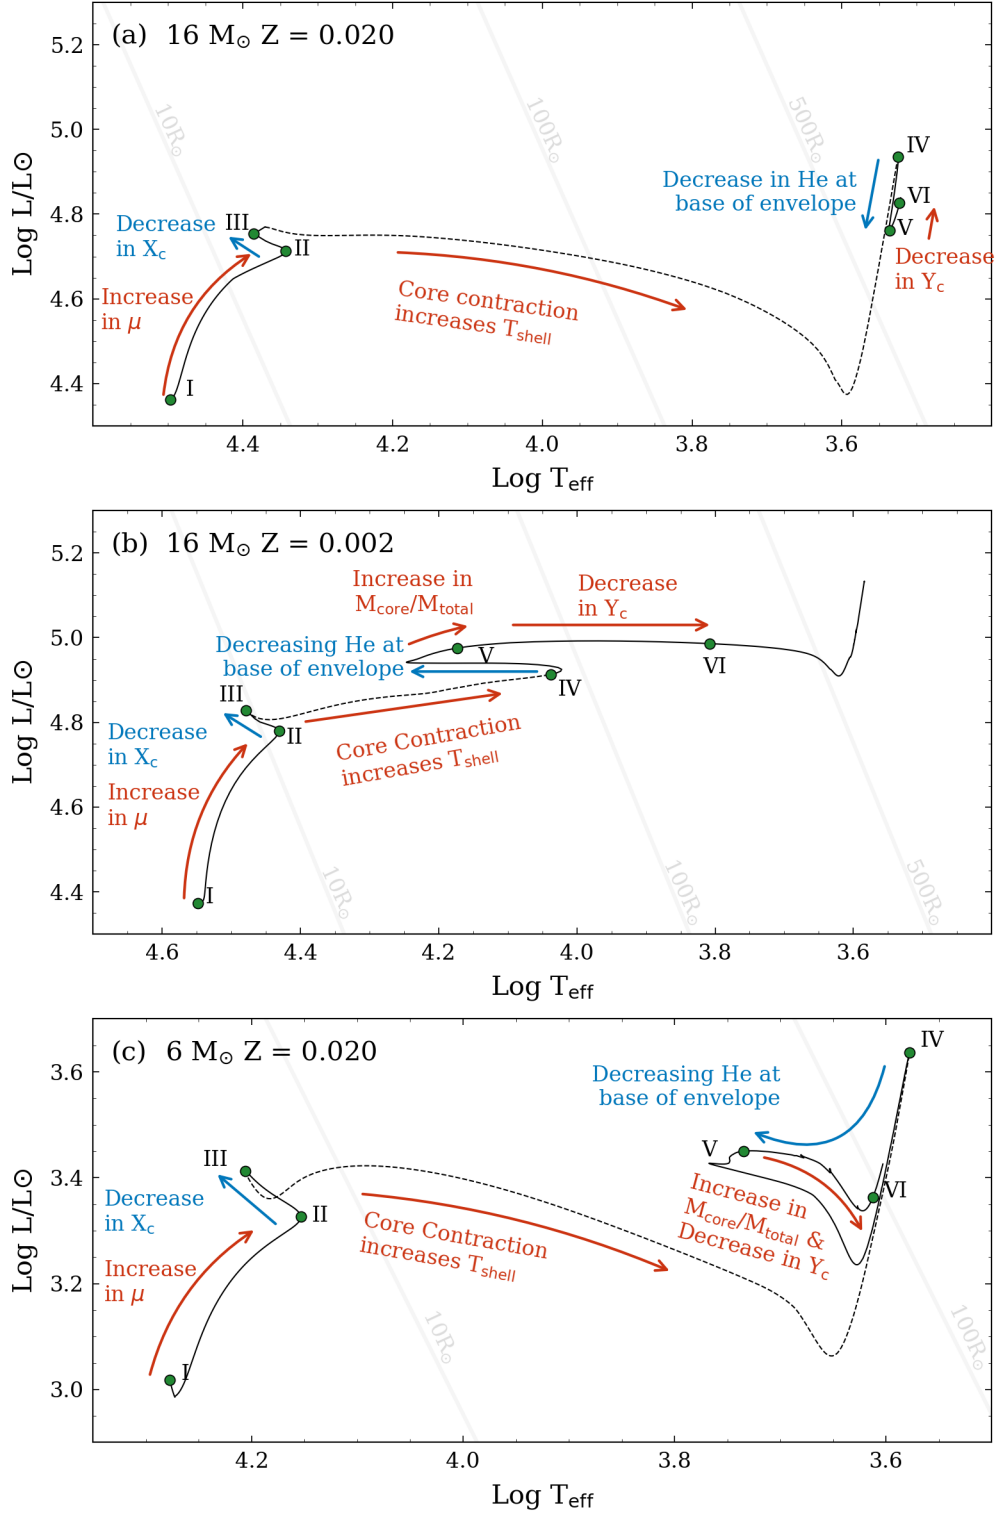 (a) 16 M☉ Z = 0.020
10R☉
100R☉
500R☉
IV
Decrease in He at
base of envelope
VI
V
Decrease
in Yc
III
Decrease
in Xc
II
Increase
in μ
Core contraction
increases Tshell
I
5.2
5.0
4.8
4.6
4.4
Log L/L⊙
4.4
4.2
4.0
3.8
3.6
Log Teff
(b) 16 M☉ Z = 0.002
Increase in
Mcore/Mtotal
Decrease
in Yc
Decreasing He at
base of envelope
V
VI
IV
III
Decrease
in Xc
II
Core Contraction
increases Tshell
Increase
in μ
I
10R☉
100R☉
500R☉
5.2
5.0
4.8
4.6
4.4
Log L/L⊙
4.6
4.4
4.2
4.0
3.8
3.6
Log Teff
(c) 6 M☉ Z = 0.020
IV
Decreasing He at
base of envelope
V
VI
Increase in
Mcore/Mtotal &
Decrease in Yc
III
Decrease
in Xc
II
Core Contraction
increases Tshell
Increase
in μ
I
10R☉
100R☉
3.6
3.4
3.2
3.0
Log L/L⊙
4.2
4.0
3.8
3.6
Log Teff